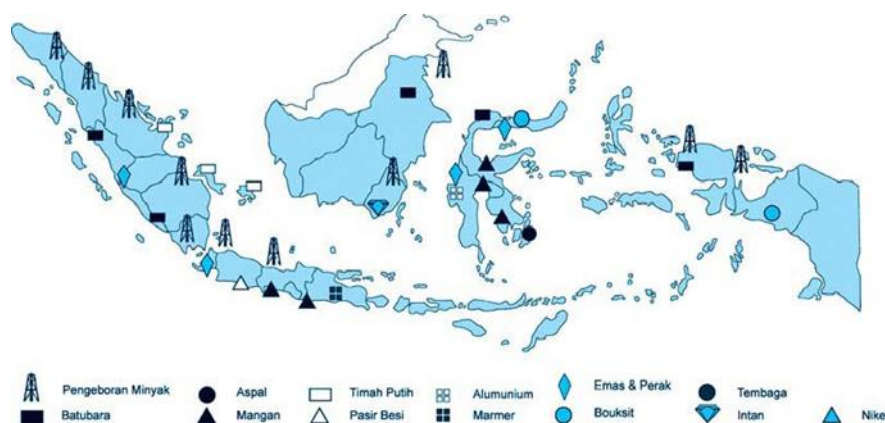 Pengeboran Minyak Aspal Timah Putih Alumunium Emas & Perak Tembaga
Batubara Mangan Pasir Besi Marmer Bouksit Intan Nike